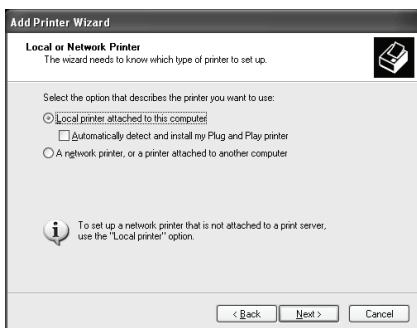 Add Printer Wizard
Local or Network Printer
The wizard needs to know which type of printer to set up.
Select the option that describes the printer you want to use:
Local printer attached to this computer
Automatically detect and install my Plug and Play printer
A network printer, or a printer attached to another computer
To set up a network printer that is not attached to a print server,
use the "Local printer" option.
< Back
Next >
Cancel